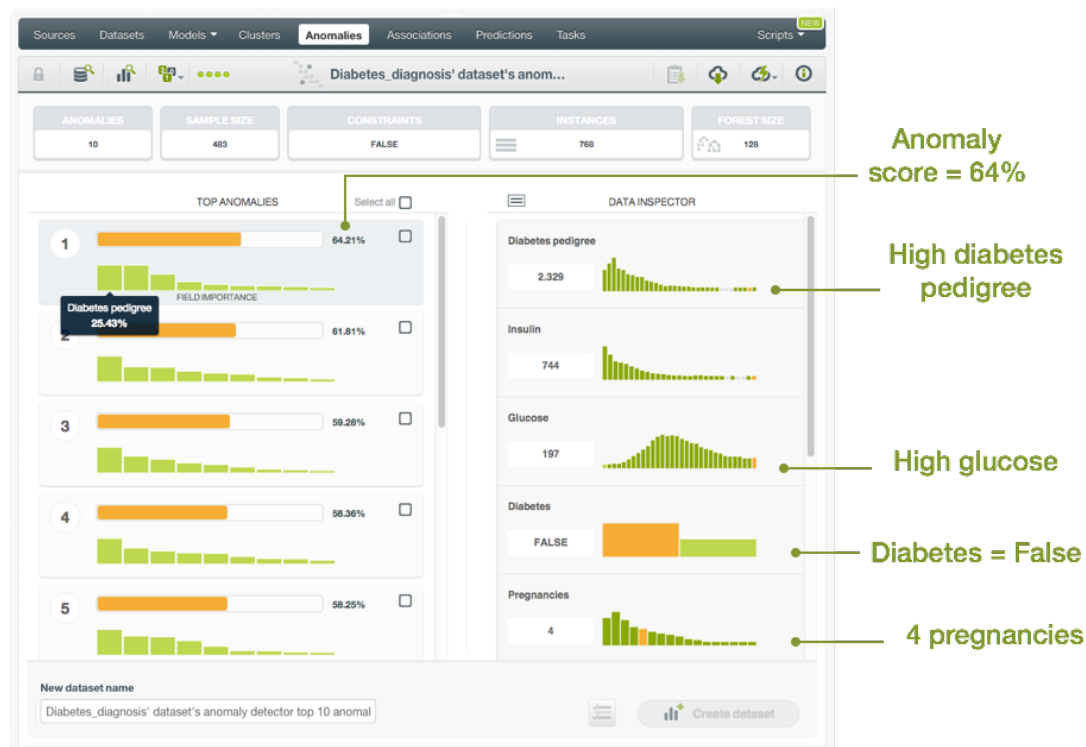 NEW
Sources Datasets Models Clusters Anomalies Associations Predictions Tasks Scripts
Diabetes_diagnosis' dataset's anom...
ANOMALIES SAMPLE SIZE CONSTRAINTS INSTANCES FOREST SIZE
10 483 FALSE 768 128
Anomaly
score = 64%
TOP ANOMALIES Select all DATA INSPECTOR
1 64.21%
FIELD IMPORTANCE
Diabetes pedigree
25.43%
2 61.81%
3 59.28%
4 58.36%
5 58.25%
Diabetes pedigree
2.329
High diabetes
pedigree
Insulin
744
Glucose
197
High glucose
Diabetes
FALSE
Diabetes = False
Pregnancies
4
4 pregnancies
New dataset name
Diabetes_diagnosis' dataset's anomaly detector top 10 anomal
Create dataset